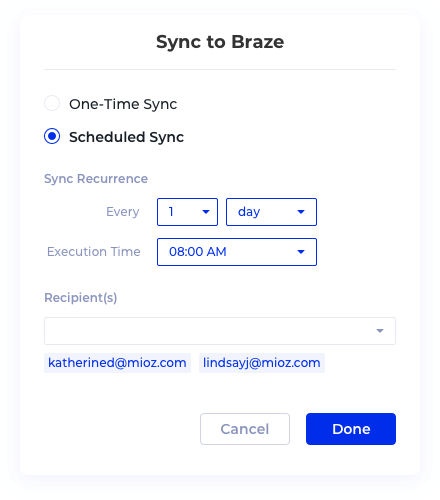 Sync to Braze
One-Time Sync
Scheduled Sync
Sync Recurrence
Every 1 day
Execution Time 08:00 AM
Recipient(s)
katherined@mioz.com lindsayj@mioz.com
Cancel Done